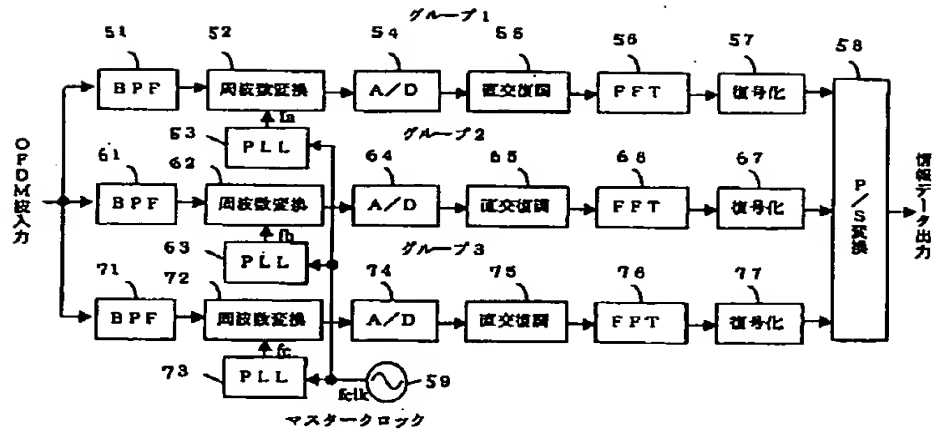 グループ1
51 52 54 55 56 57 58
BPF 周波数変換 A/D 直交復調 FFT 復号化
fa
53 PLL
グループ2
61 62 64 65 66 67
OFDM波入力
BPF 周波数変換 A/D 直交復調 FFT 復号化
P/S変換
情報データ出力
fb
63 PLL
グループ3
71 72 74 75 76 77
BPF 周波数変換 A/D 直交復調 FFT 復号化
fc
73 PLL
fclk 59
マスタークロック